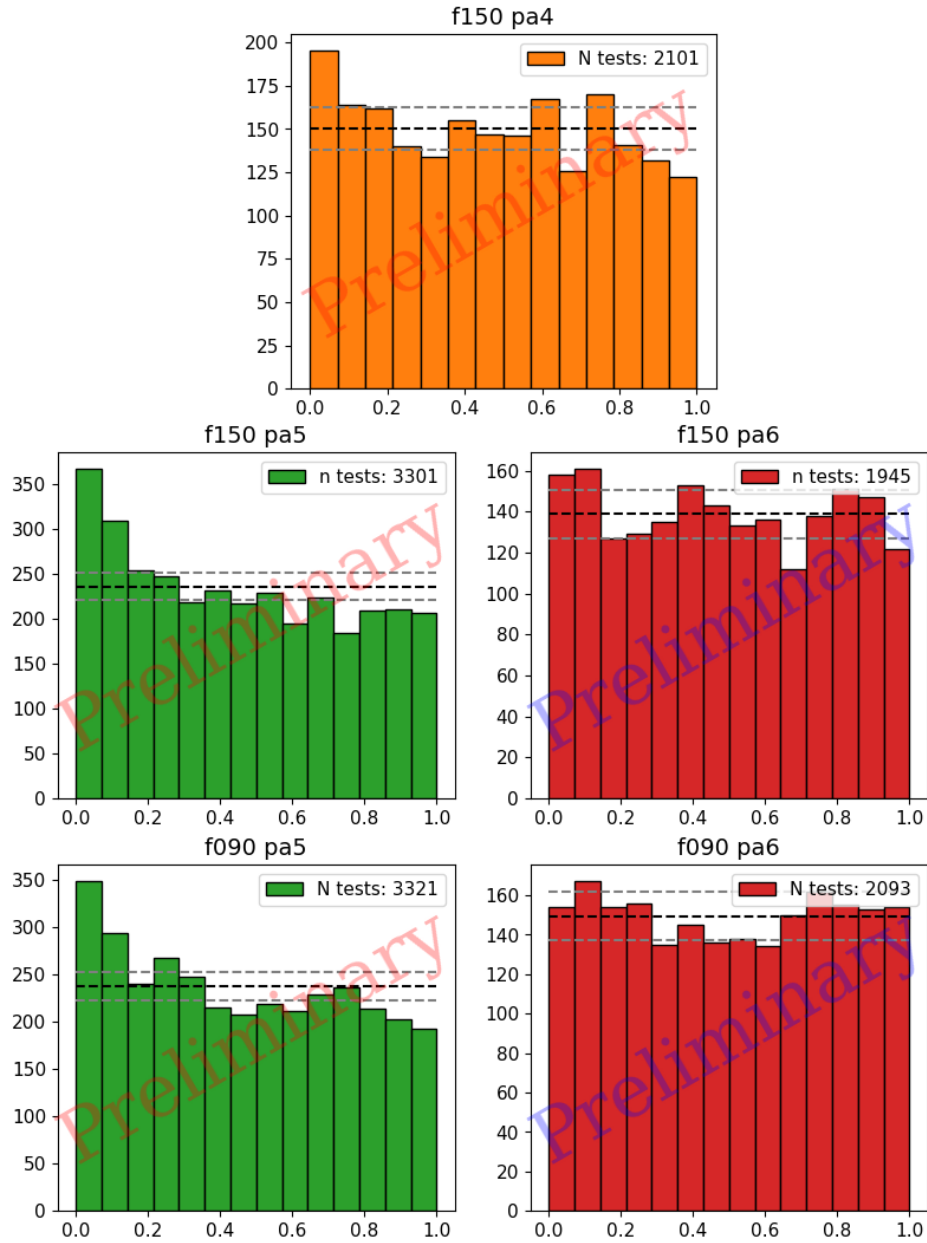 f150 pa4
200
175
150
125
100
75
50
25
0
N tests: 2101
Preliminary
0.0 0.2 0.4 0.6 0.8 1.0
f150 pa5
350
300
250
200
150
100
50
0
n tests: 3301
Preliminary
0.0 0.2 0.4 0.6 0.8 1.0
f150 pa6
160
140
120
100
80
60
40
20
0
n tests: 1945
Preliminary
0.0 0.2 0.4 0.6 0.8 1.0
f090 pa5
350
300
250
200
150
100
50
0
N tests: 3321
Preliminary
0.0 0.2 0.4 0.6 0.8 1.0
f090 pa6
160
140
120
100
80
60
40
20
0
N tests: 2093
Preliminary
0.0 0.2 0.4 0.6 0.8 1.0